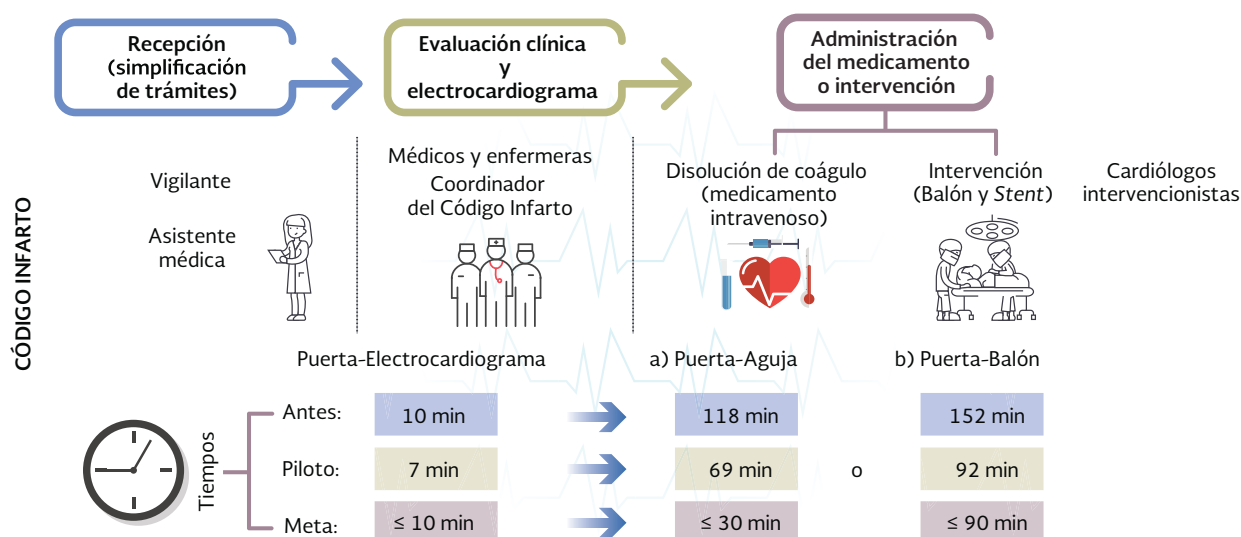 Recepción
(simplificación
de trámites)
Evaluación clínica
y
electrocardiograma
Administración
del medicamento
o intervención
CÓDIGO INFARTO
Vigilante
Asistente
médica
Médicos y enfermeras
Coordinador
del Código Infarto
Disolución de coágulo
(medicamento
intravenoso)
Intervención
(Balón y Stent)
Cardiólogos
intervencionistas
Puerta-Electrocardiograma
a) Puerta-Aguja
b) Puerta-Balón
Tiempos
Antes: 10 min 118 min 152 min
Piloto: 7 min 69 min o 92 min
Meta: ≤ 10 min ≤ 30 min ≤ 90 min